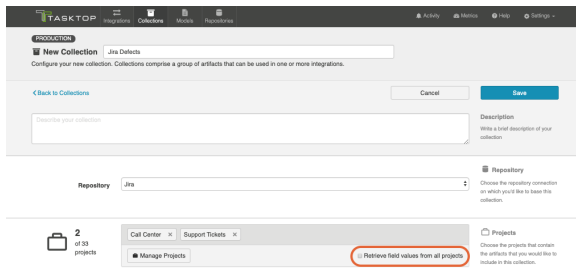 TASKTOP
Integrations
Collections
Models
Repositories
Activity
Metrics
Help
Settings
PRODUCTION
New Collection
Jira Defects
Configure your new collection. Collections comprise a group of artifacts that can be used in one or more integrations.
Back to Collections
Cancel
Save
Describe your collection
Description
Write a brief description of your
collection
Repository
Jira
Repository
Choose the repository connection
on which you'd like to base this
collection.
2
of 33
projects
Call Center ×
Support Tickets ×
Manage Projects
Retrieve field values from all projects
Projects
Choose the projects that contain
the artifacts that you would like to
include in this collection.